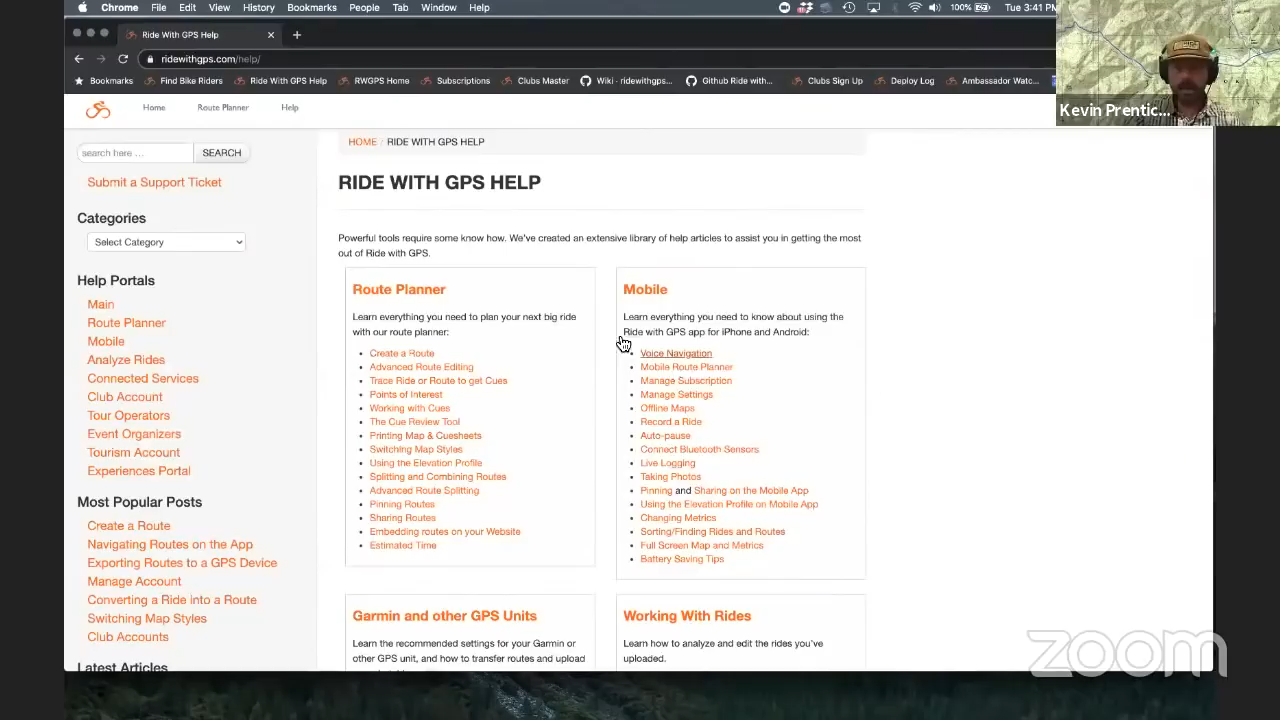 Chrome File Edit View History Bookmarks People Tab Window Help 100% Tue 3:41
Ride With GPS Help
ridewithgps.com/help/
Bookmarks Find Bike Riders Ride With GPS Help RWGPS Home Subscriptions Clubs Master Wiki · ridewithgps... Github Ride with... Clubs Sign Up Deploy Log Ambassador Watc...
Kevin Prentic...
Home Route Planner Help
search here ... SEARCH
Submit a Support Ticket
Categories
Select Category
Help Portals
Main
Route Planner
Mobile
Analyze Rides
Connected Services
Club Account
Tour Operators
Event Organizers
Tourism Account
Experiences Portal
Most Popular Posts
Create a Route
Navigating Routes on the App
Exporting Routes to a GPS Device
Manage Account
Converting a Ride into a Route
Switching Map Styles
Club Accounts
Latest Articles
HOME / RIDE WITH GPS HELP
RIDE WITH GPS HELP
Powerful tools require some know how. We've created an extensive library of help articles to assist you in getting the most
out of Ride with GPS.
Route Planner
Learn everything you need to plan your next big ride
with our route planner:
Create a Route
Advanced Route Editing
Trace Ride or Route to get Cues
Points of Interest
Working with Cues
The Cue Review Tool
Printing Map & Cuesheets
Switching Map Styles
Using the Elevation Profile
Splitting and Combining Routes
Advanced Route Splitting
Pinning Routes
Sharing Routes
Embedding routes on your Website
Estimated Time
Mobile
Learn everything you need to know about using the
Ride with GPS app for iPhone and Android:
Voice Navigation
Mobile Route Planner
Manage Subscription
Manage Settings
Offline Maps
Record a Ride
Auto-pause
Connect Bluetooth Sensors
Live Logging
Taking Photos
Pinning and Sharing on the Mobile App
Using the Elevation Profile on Mobile App
Changing Metrics
Sorting/Finding Rides and Routes
Full Screen Map and Metrics
Battery Saving Tips
Garmin and other GPS Units
Learn the recommended settings for your Garmin or
other GPS unit, and how to transfer routes and upload
Working With Rides
Learn how to analyze and edit the rides you've
uploaded.
zoom